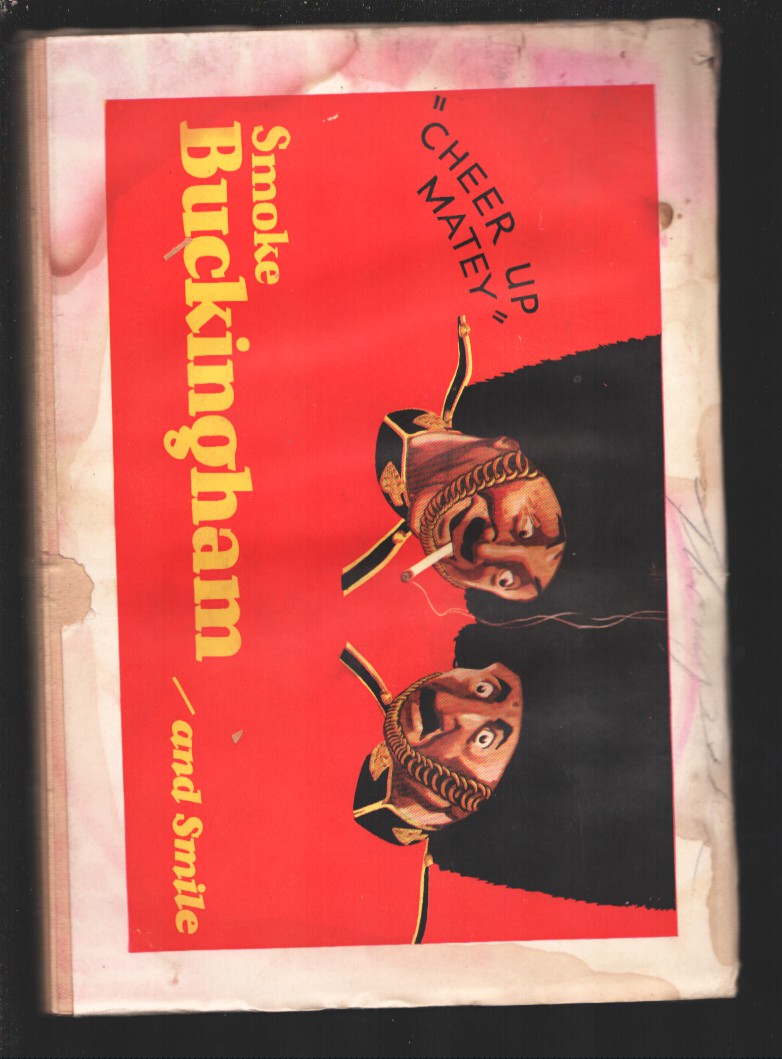 "CHEER UP
MATEY"
Smoke
Buckingham
/ and Smile